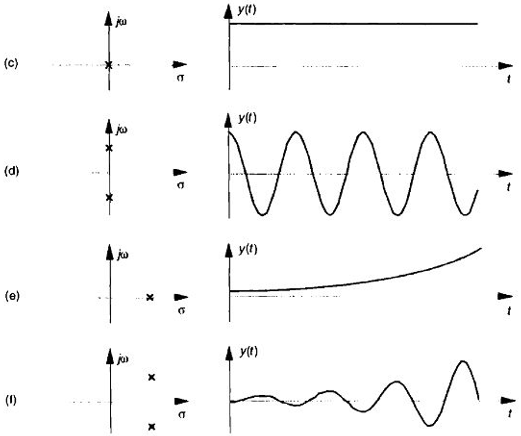 jω y(t)
(c) σ t
jω y(t)
(d) σ t
jω y(t)
(e) σ t
jω y(t)
(f) σ t